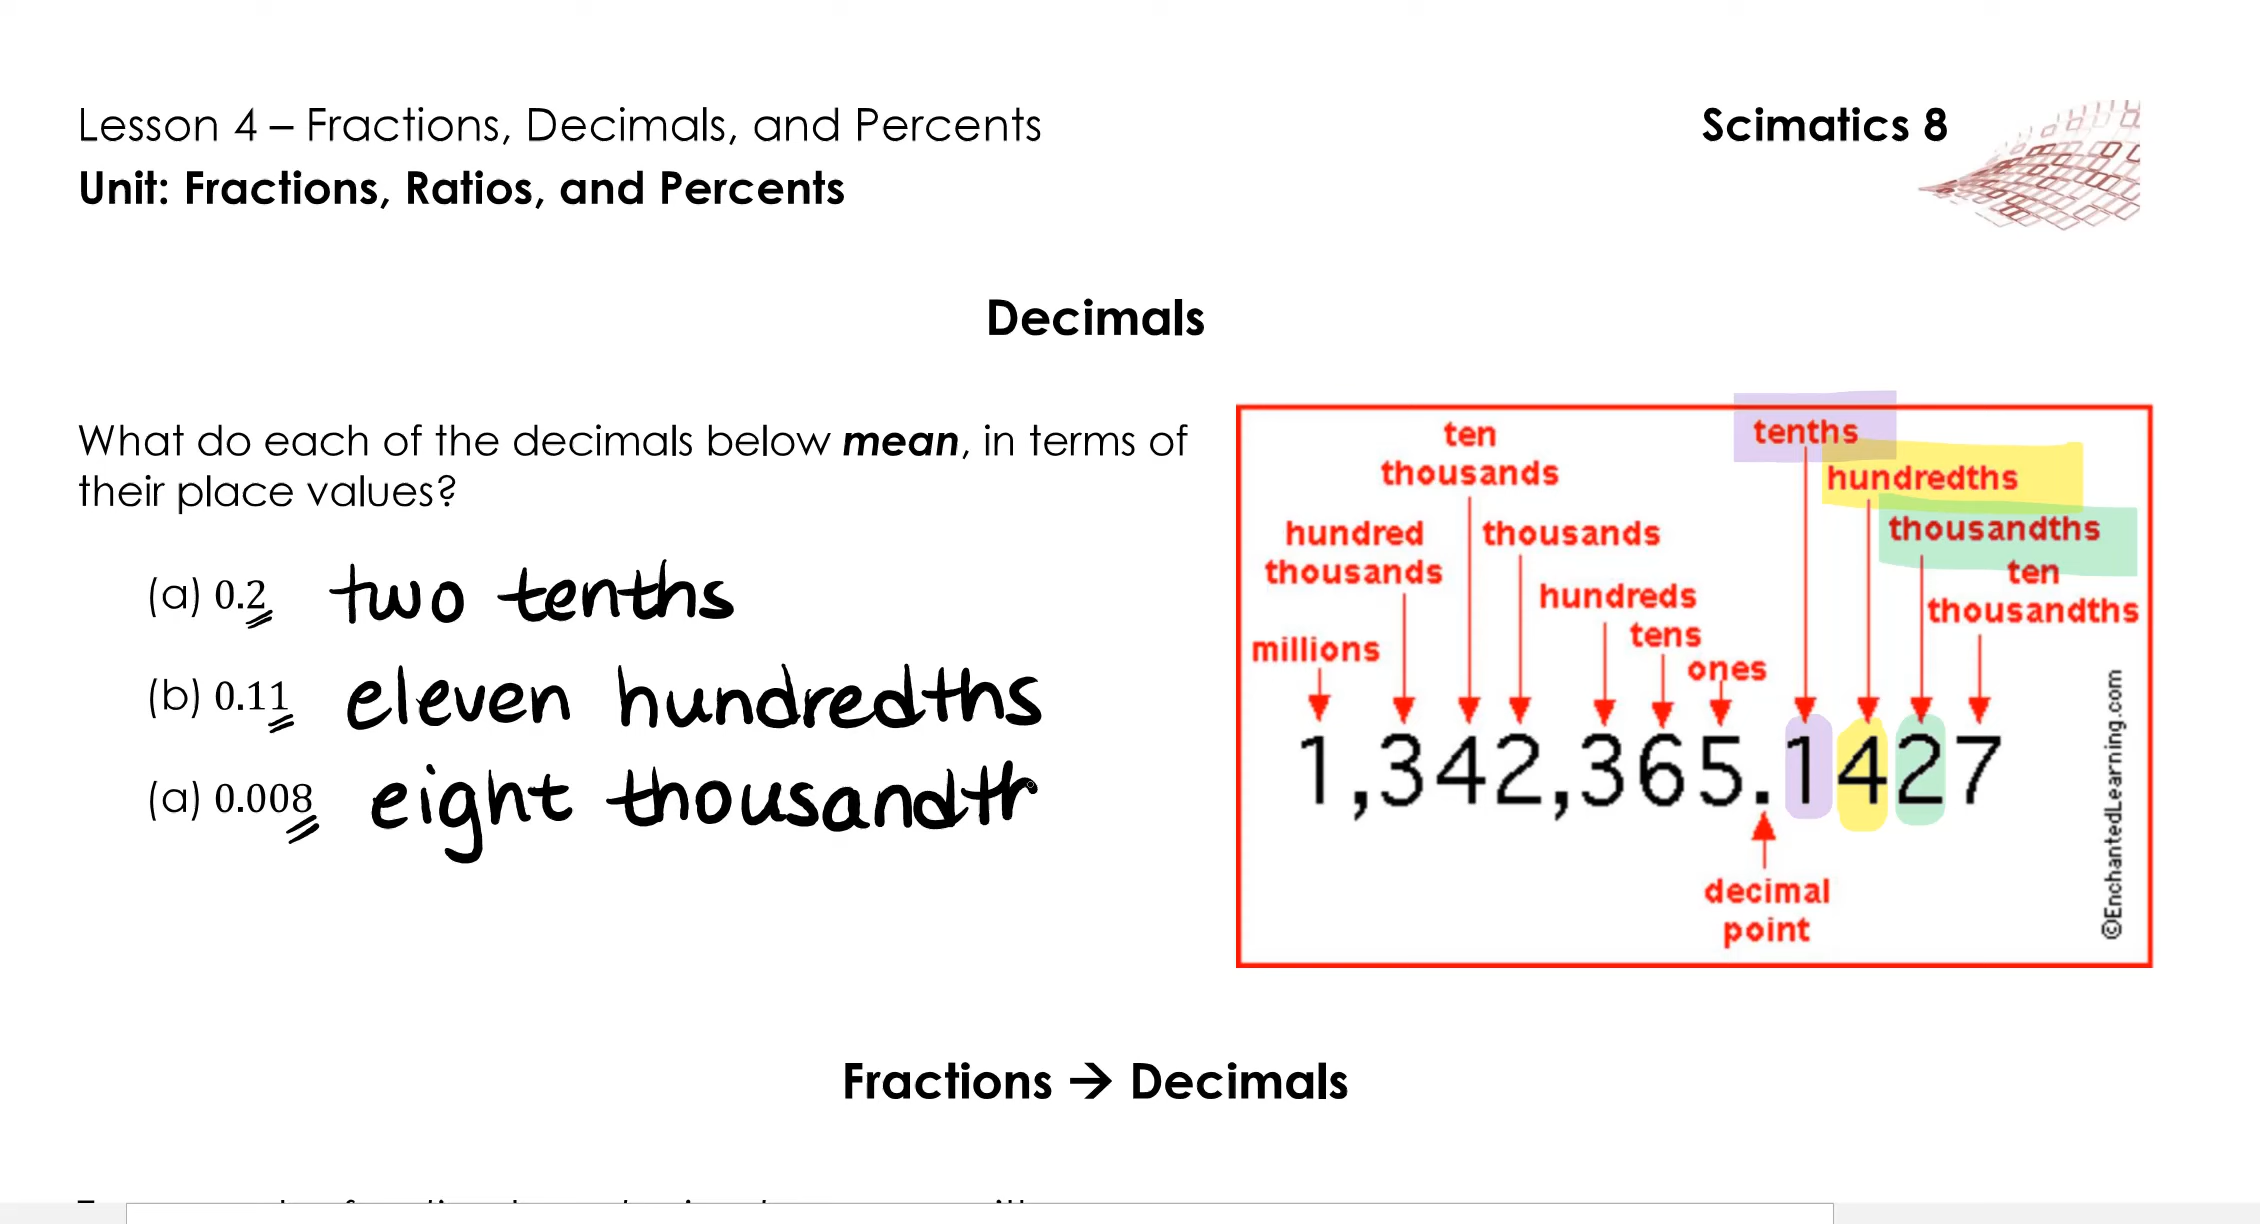 Lesson 4 – Fractions, Decimals, and Percents
Scimatics 8
Unit: Fractions, Ratios, and Percents
Decimals
What do each of the decimals below mean, in terms of
their place values?
(a) 0.2 two tenths
(b) 0.11 eleven hundredths
(a) 0.008 eight thousandth
ten
thousands
tenths
hundredths
hundred
thousands
thousands
thousandths
ten
thousandths
hundreds
tens
millions
ones
1,342,365.1427
decimal
point
©EnchantedLearning.com
Fractions → Decimals